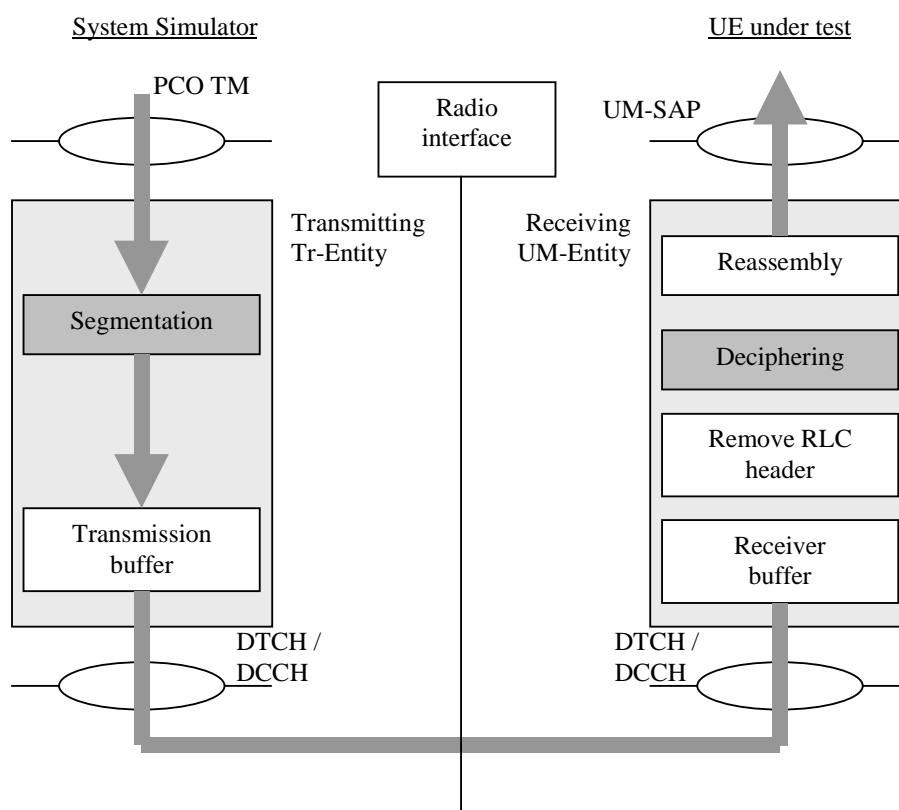 System Simulator
UE under test
PCO TM
Radio
interface
UM-SAP
Transmitting
Tr-Entity
Receiving
UM-Entity
Segmentation
Transmission
buffer
Reassembly
Deciphering
Remove RLC
header
Receiver
buffer
DTCH /
DCCH
DTCH /
DCCH